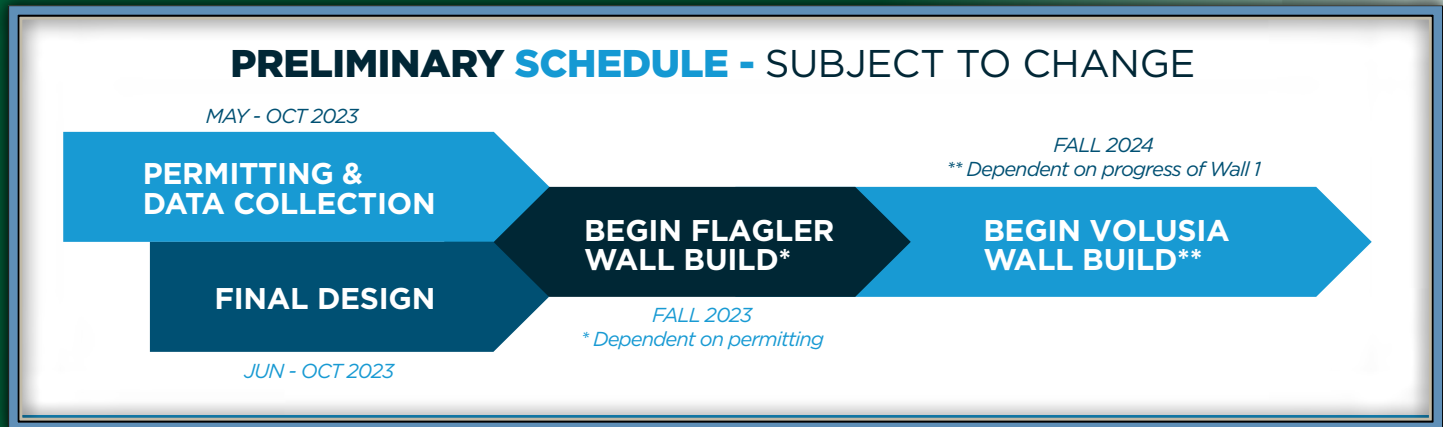 PRELIMINARY SCHEDULE - SUBJECT TO CHANGE
MAY - OCT 2023
PERMITTING &
DATA COLLECTION
FINAL DESIGN
JUN - OCT 2023
BEGIN FLAGLER
WALL BUILD*
FALL 2023
* Dependent on permitting
FALL 2024
** Dependent on progress of Wall 1
BEGIN VOLUSIA
WALL BUILD**